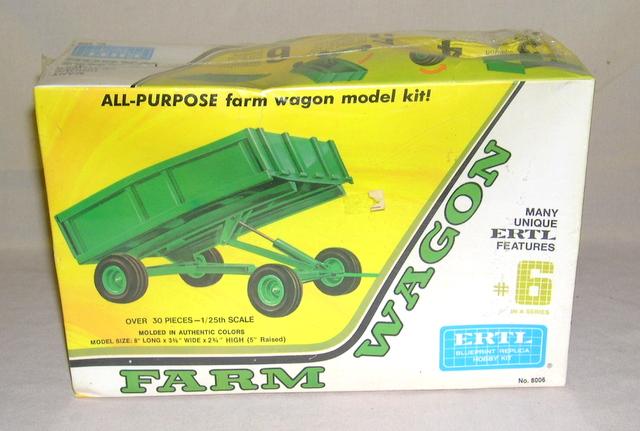 ALL-PURPOSE farm wagon model kit!
MANY
UNIQUE
ERTL
FEATURES
#6
IN A SERIES
OVER 30 PIECES—1/25th SCALE
MOLDED IN AUTHENTIC COLORS
MODEL SIZE: 8" LONG x 3¾" WIDE x 2¾" HIGH (5" Raised)
FARM WAGON
ERTL
BLUEPRINT REPLICA
HOBBY KIT
®
No. 8006